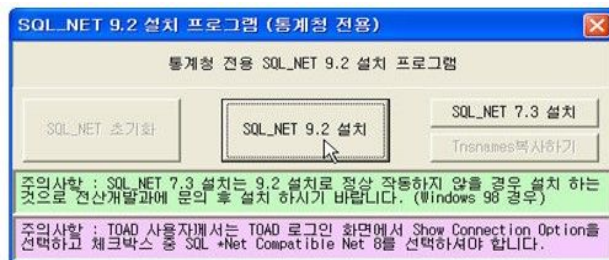 SQL_NET 9.2 설치 프로그램 (통계청 전용)
통계청 전용 SQL_NET 9.2 설치 프로그램
SQL_NET 초기화
SQL_NET 9.2 설치
SQL_NET 7.3 설치
Tnsnames복사하기
주의사항 : SQL_NET 7.3 설치는 9.2 설치로 정상 작동하지 않을 경우 설치 하는
것으로 전산개발과에 문의 후 설치 하시기 바랍니다. (Windows 98 경우)
주의사항 : TOAD 사용자께서는 TOAD 로그인 화면에서 Show Connection Option을
선택하고 체크박스 중 SQL *Net Compatible Net 8를 선택하셔야 합니다.